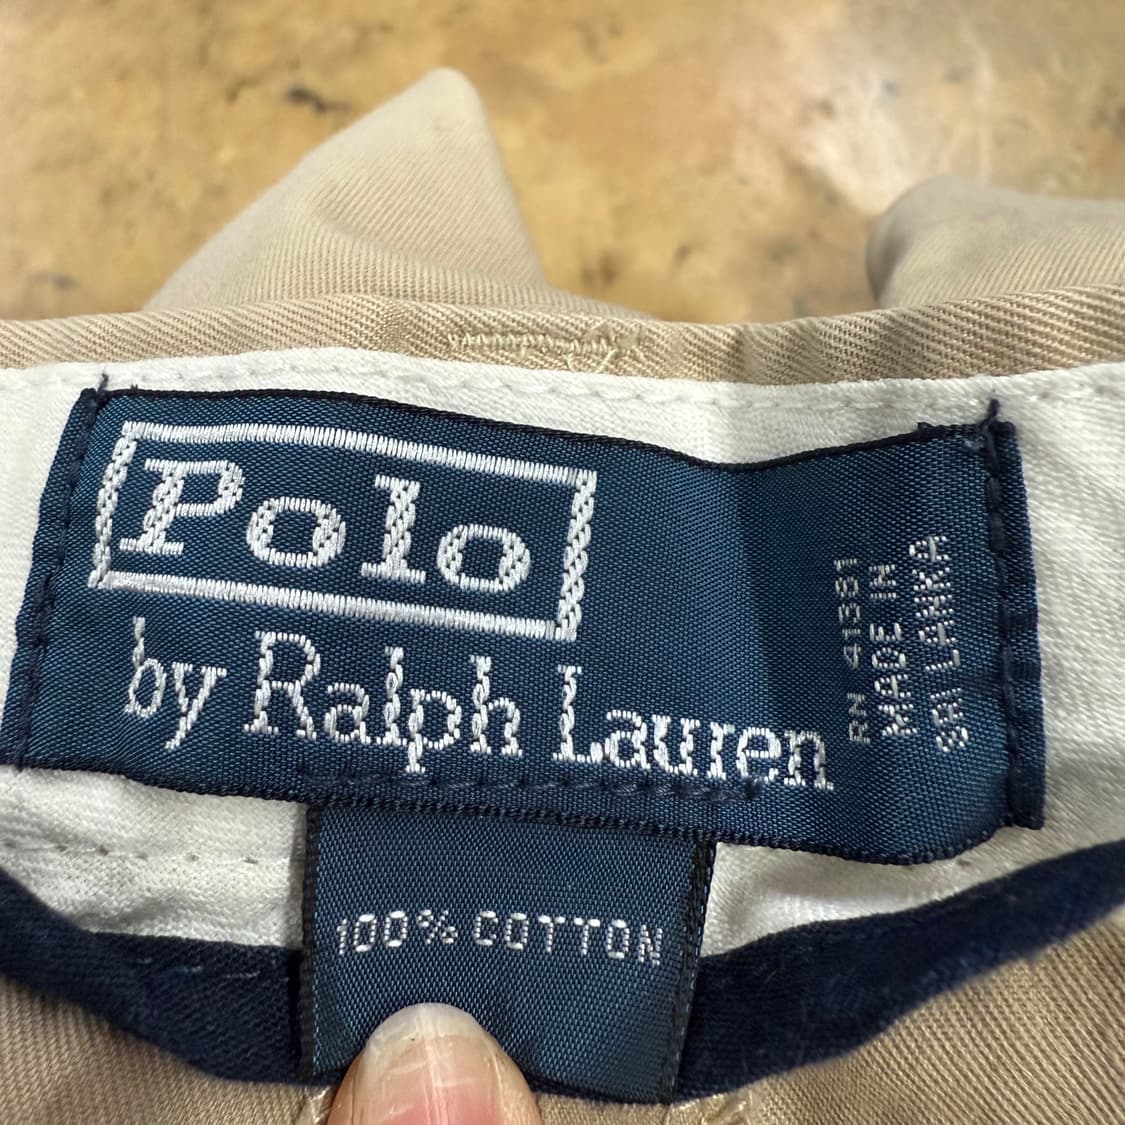 Polo
by Ralph Lauren
RN 41381
MADE IN
SRI LANKA
100% COTTON